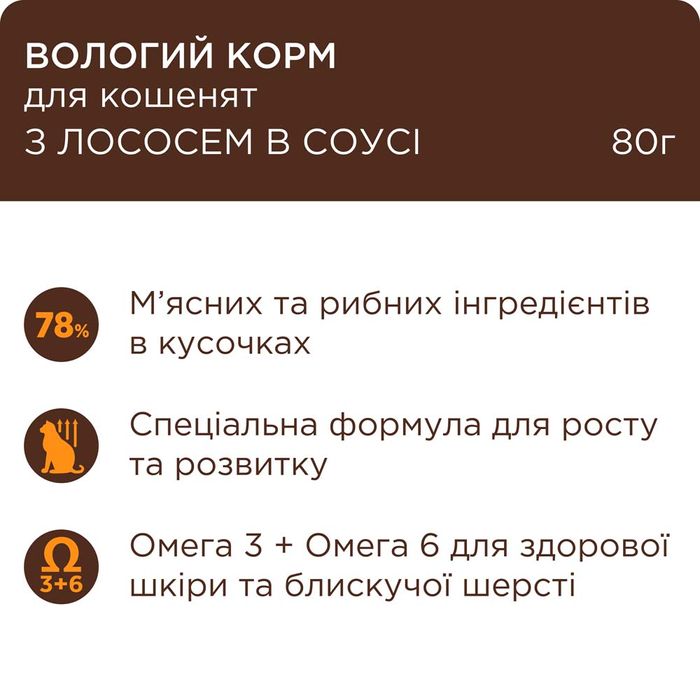 ВОЛОГИЙ КОРМ
для кошенят
З ЛОСОСЕМ В СОУСІ 80г
78%
М’ясних та рибних інгредієнтів
в кусочках
Спеціальна формула для росту
та розвитку
Ω
3+6
Омега 3 + Омега 6 для здорової
шкіри та блискучої шерсті